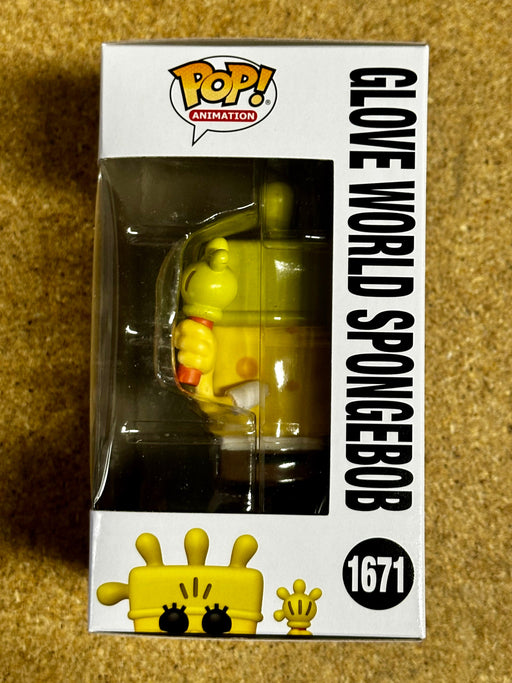 POP!
ANIMATION
GLOVE WORLD SPONGEBOB
1671